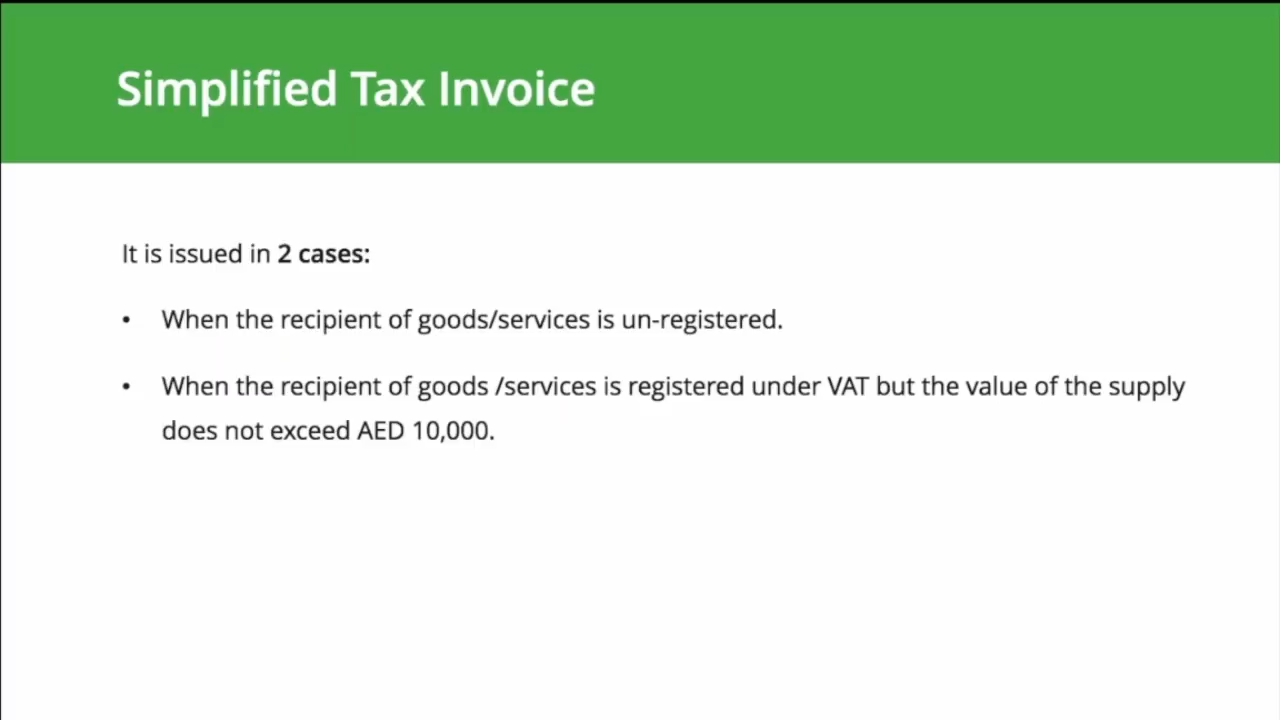 Simplified Tax Invoice
It is issued in 2 cases:
• When the recipient of goods/services is un-registered.
• When the recipient of goods /services is registered under VAT but the value of the supply
does not exceed AED 10,000.